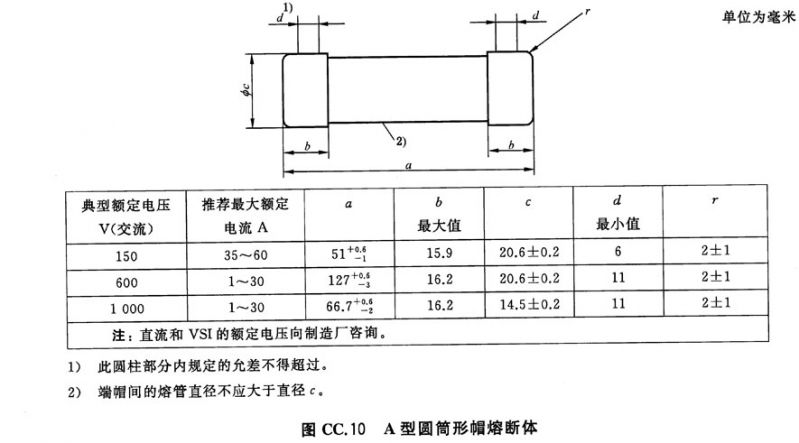 单位为毫米
1)
d
d
r
φc
2)
b
b
a
典型额定电压 V(交流) 推荐最大额定电流 A a b 最大值 c d 最小值 r
150 35～60 51+0.6 −1 15.9 20.6±0.2 6 2±1
600 1～30 127+0.6 −3 16.2 20.6±0.2 11 2±1
1 000 1～30 66.7+0.6 −2 16.2 14.5±0.2 11 2±1
注：直流和 VSI 的额定电压向制造厂咨询。
1) 此圆柱部分内规定的允差不得超过。
2) 端帽间的熔管直径不应大于直径 c。
图 CC.10 A 型圆筒形帽熔断体